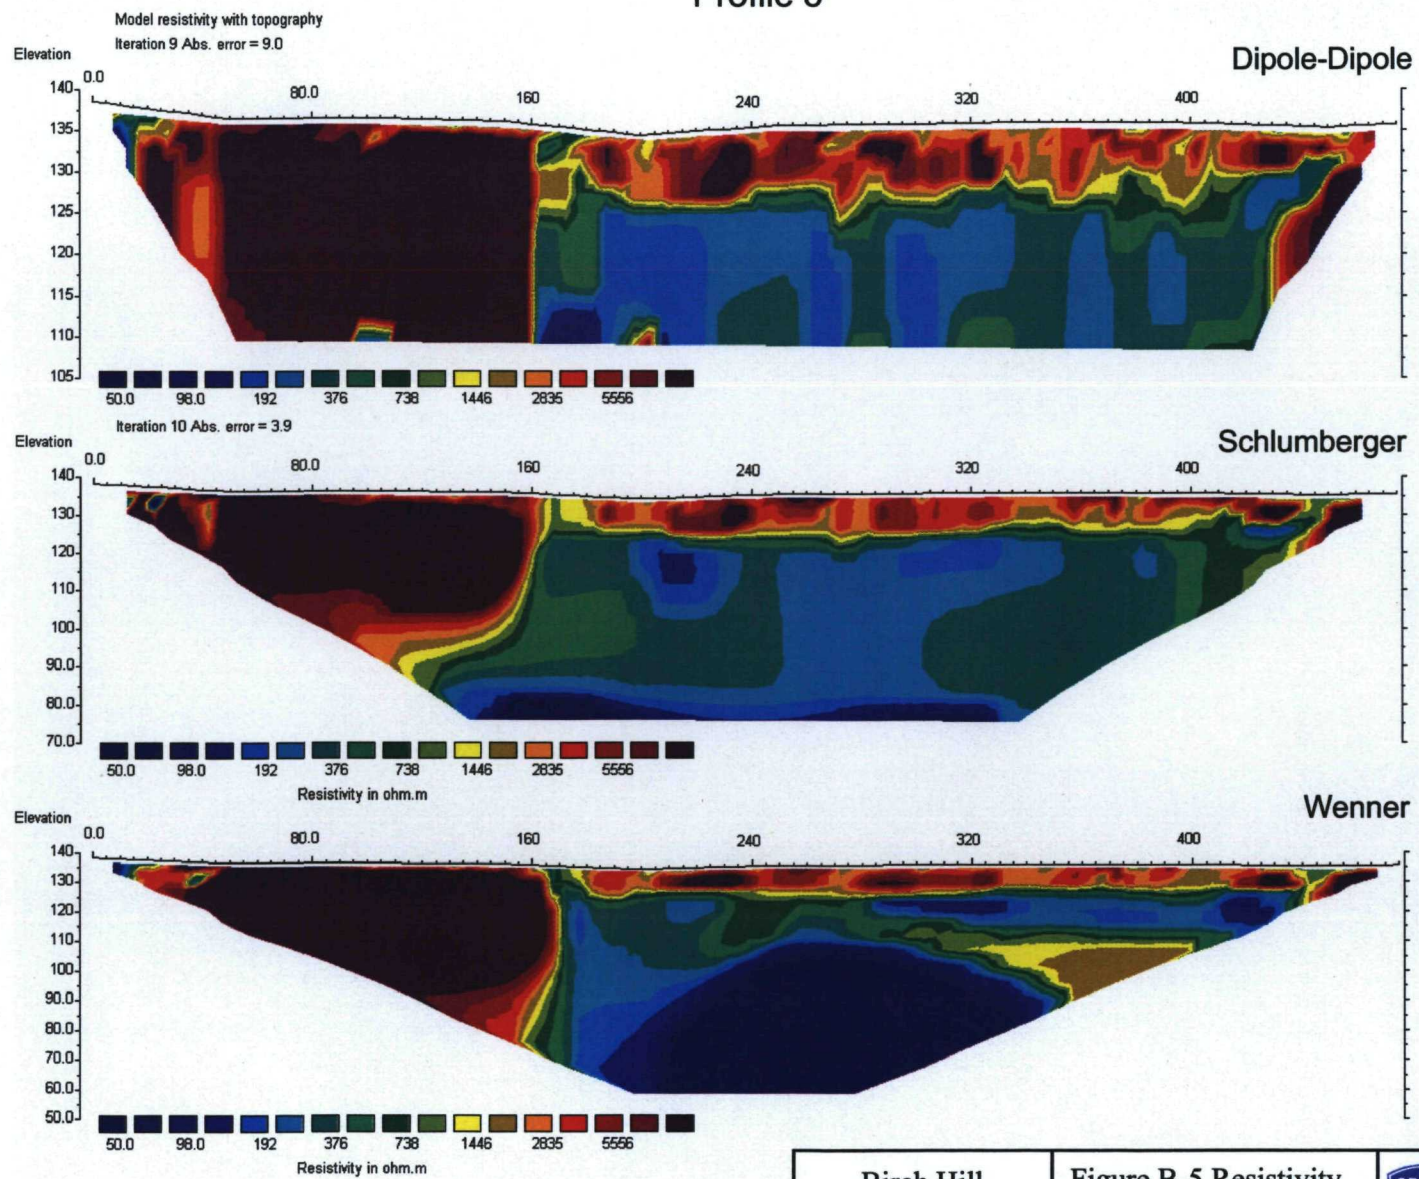 Model resistivity with topography
Iteration 9 Abs. error = 9.0
Elevation
Dipole-Dipole
0.0 80.0 160 240 320 400
140
135
130
125
120
115
110
105
50.0 98.0 192 376 738 1446 2835 5556
Iteration 10 Abs. error = 3.9
Elevation
Schlumberger
0.0 80.0 160 240 320 400
140
130
120
110
100
90.0
80.0
70.0
50.0 98.0 192 376 738 1446 2835 5556
Resistivity in ohm.m
Elevation
Wenner
0.0 80.0 160 240 320 400
140
130
120
110
100
90.0
80.0
70.0
60.0
50.0
50.0 98.0 192 376 738 1446 2835 5556
Resistivity in ohm.m
Birch Hill
Figure B-5 Resistivity